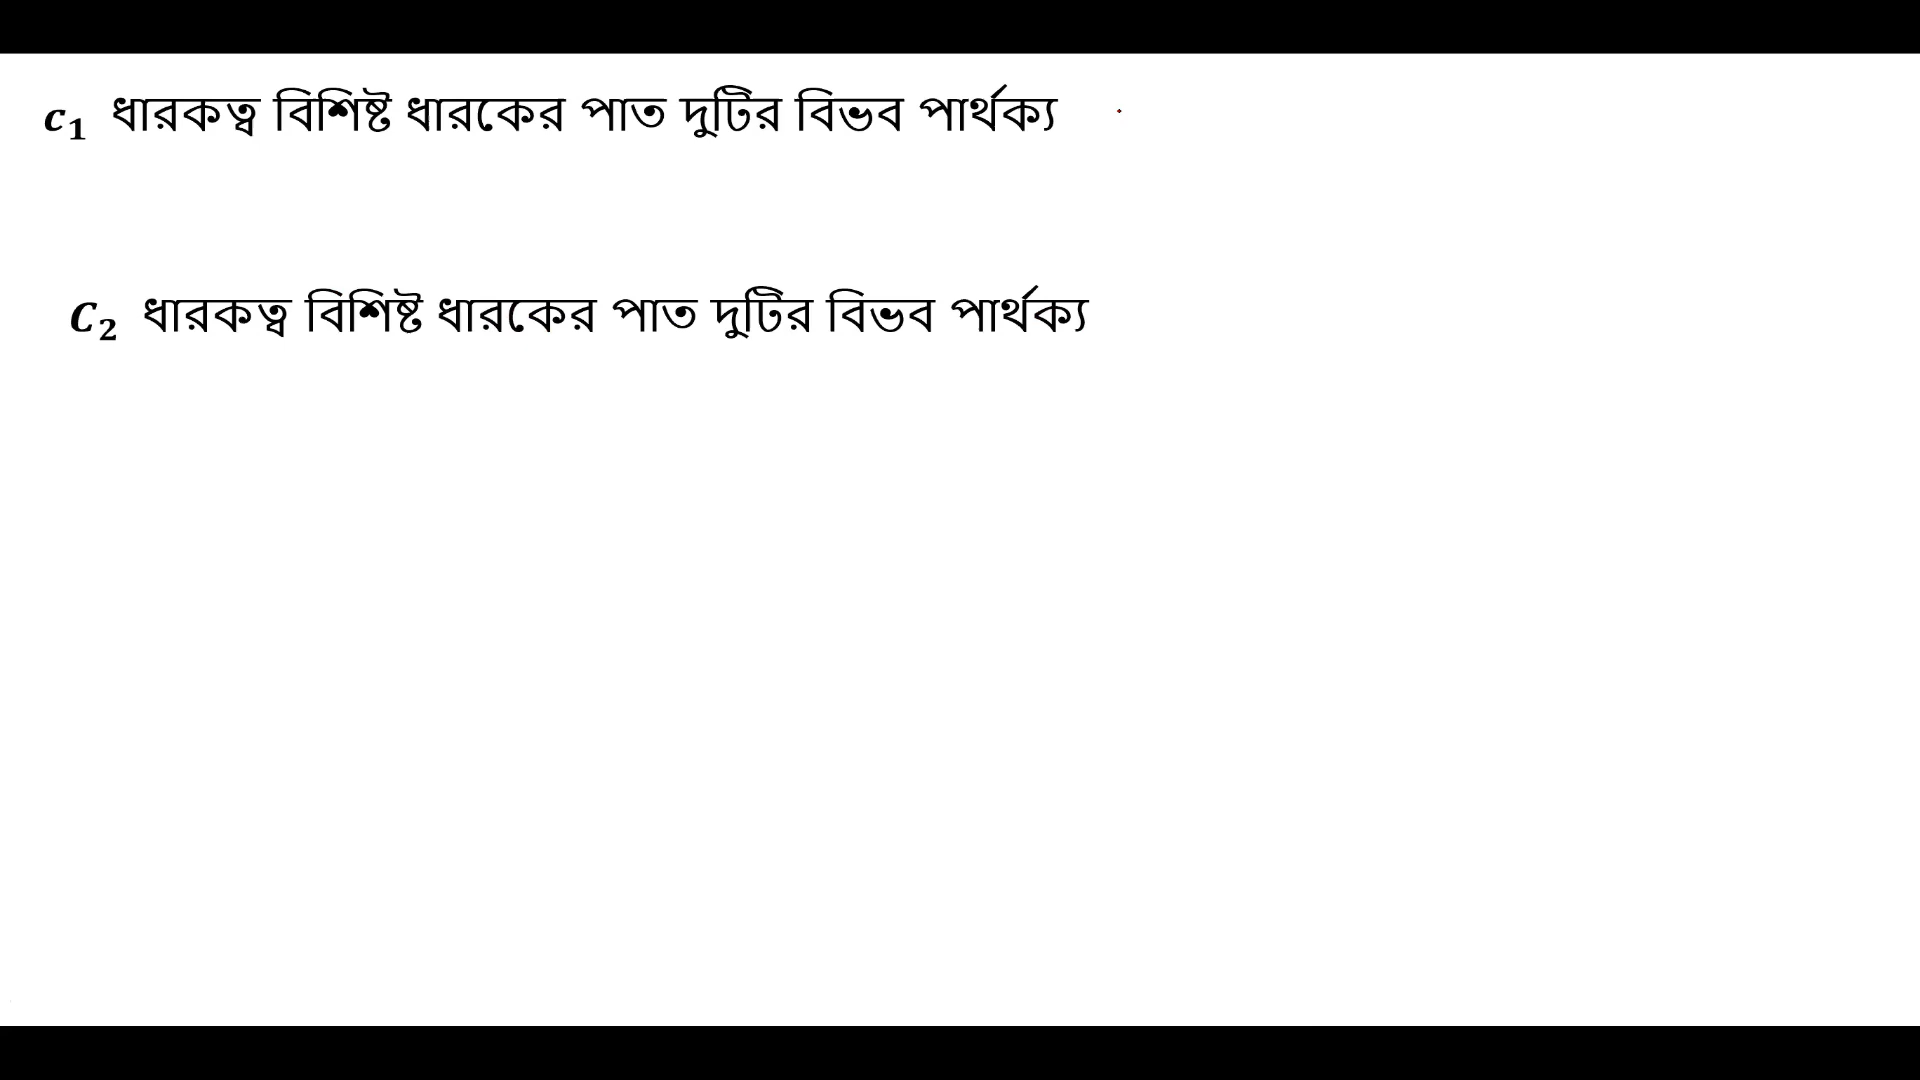 c₁ ধারকত্ব বিশিষ্ট ধারকের পাত দুটির বিভব পার্থক্য
C₂ ধারকত্ব বিশিষ্ট ধারকের পাত দুটির বিভব পার্থক্য